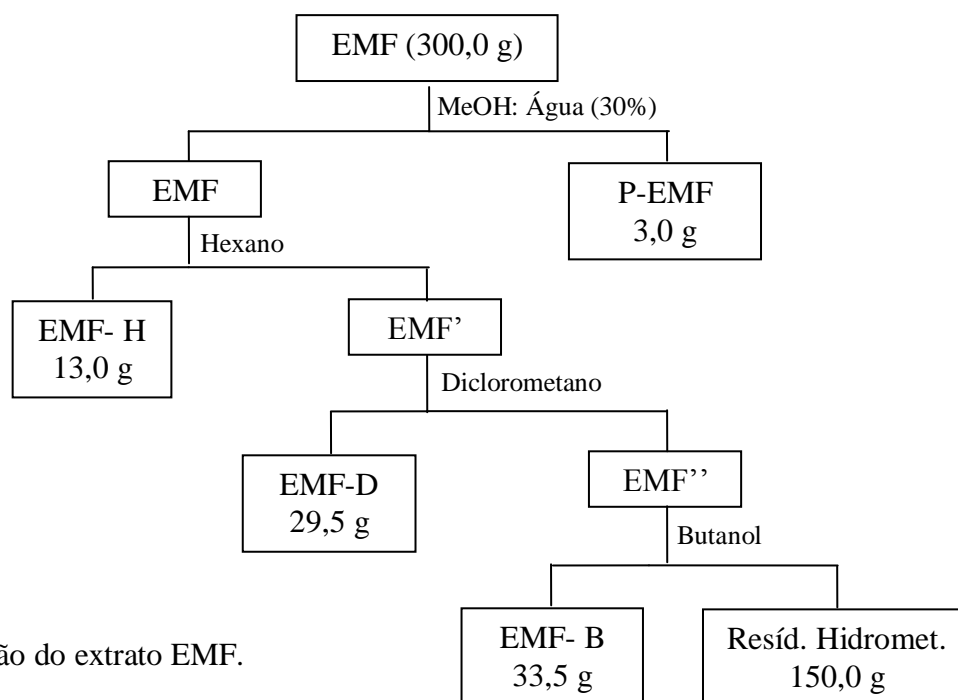 EMF (300,0 g)
MeOH: Água (30%)
EMF
P-EMF
3,0 g
Hexano
EMF- H
13,0 g
EMF’
Diclorometano
EMF-D
29,5 g
EMF’’
Butanol
EMF- B
33,5 g
Resíd. Hidromet.
150,0 g
ão do extrato EMF.